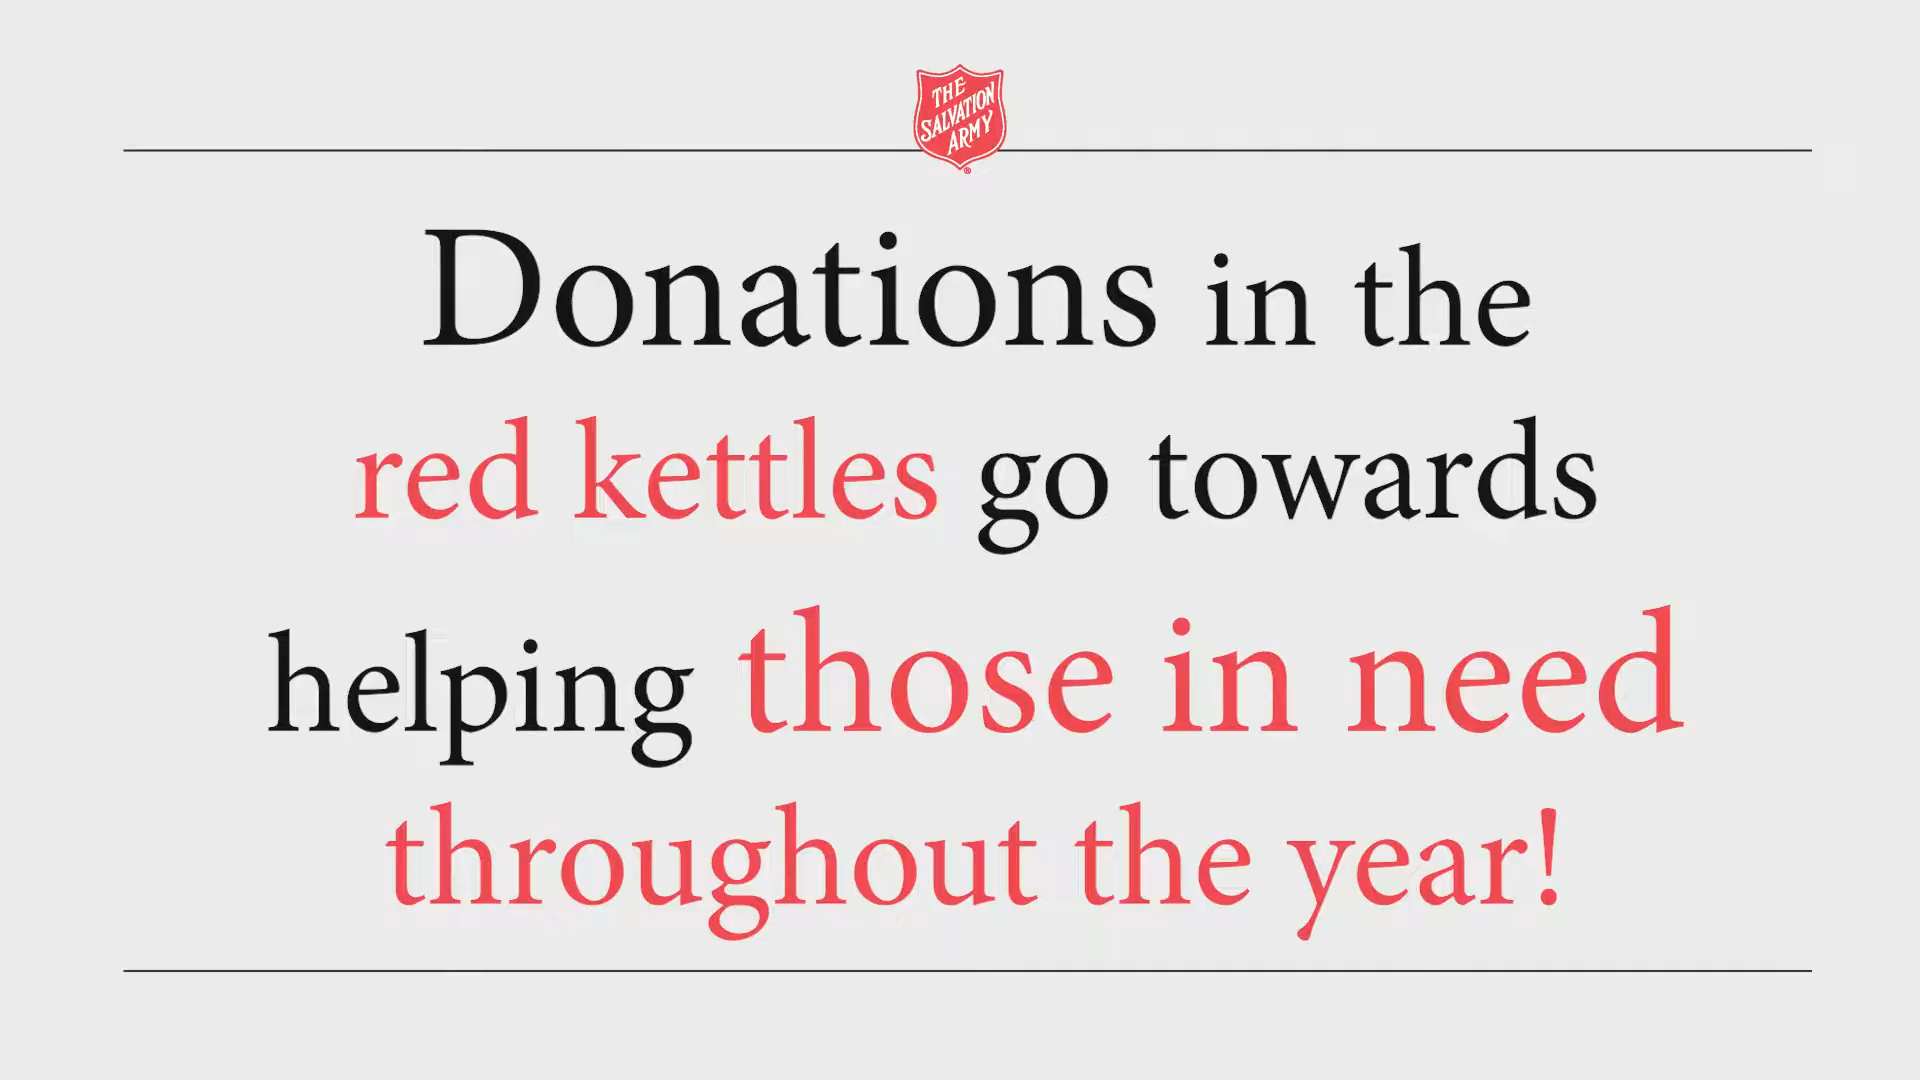 THE
SALVATION
ARMY
®
Donations in the
red kettles go towards
helping those in need
throughout the year!